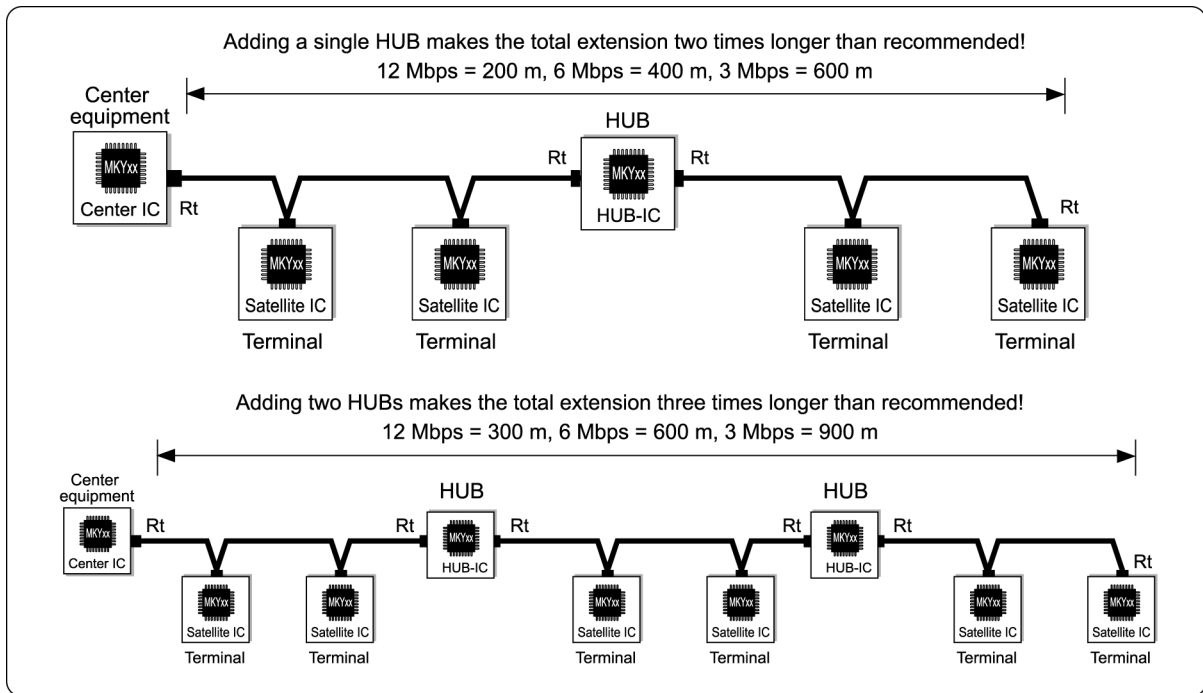 Adding a single HUB makes the total extension two times longer than recommended!
12 Mbps = 200 m, 6 Mbps = 400 m, 3 Mbps = 600 m
Center
equipment
HUB
MKYxx
Center IC
Rt
Rt
MKYxx
HUB-IC
Rt
Rt
MKYxx
Satellite IC
Terminal
MKYxx
Satellite IC
Terminal
MKYxx
Satellite IC
Terminal
MKYxx
Satellite IC
Terminal
Adding two HUBs makes the total extension three times longer than recommended!
12 Mbps = 300 m, 6 Mbps = 600 m, 3 Mbps = 900 m
Center
equipment
HUB
HUB
MKYxx
Center IC
Rt
Rt
MKYxx
HUB-IC
Rt
Rt
MKYxx
HUB-IC
Rt
Rt
MKYxx
Satellite IC
Terminal
MKYxx
Satellite IC
Terminal
MKYxx
Satellite IC
Terminal
MKYxx
Satellite IC
Terminal
MKYxx
Satellite IC
Terminal
MKYxx
Satellite IC
Terminal